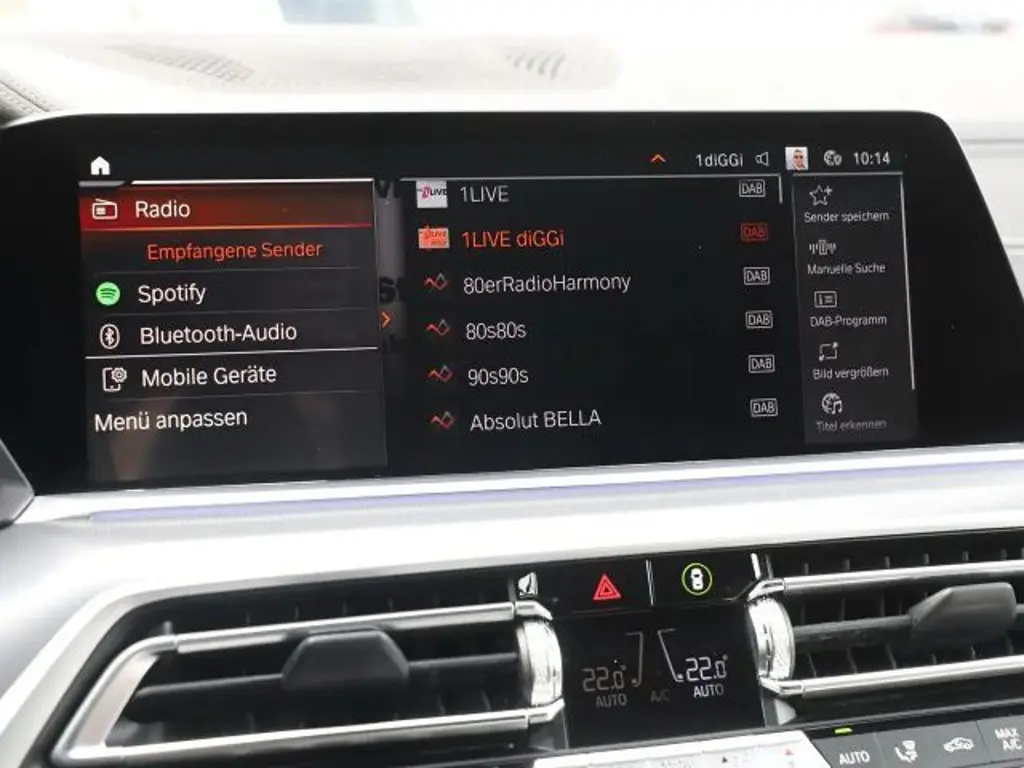 1diGGi 10:14
Radio
Empfangene Sender
Spotify
Bluetooth-Audio
Mobile Geräte
Menü anpassen
1LIVE DAB
1LIVE diGGi DAB
80erRadioHarmony DAB
80s80s DAB
90s90s DAB
Absolut BELLA DAB
Sender speichern
Manuelle Suche
DAB-Programm
Bild vergrößern
Titel erkennen
22.0° 22.0°
AUTO A/C AUTO
AUTO MAX
A/C